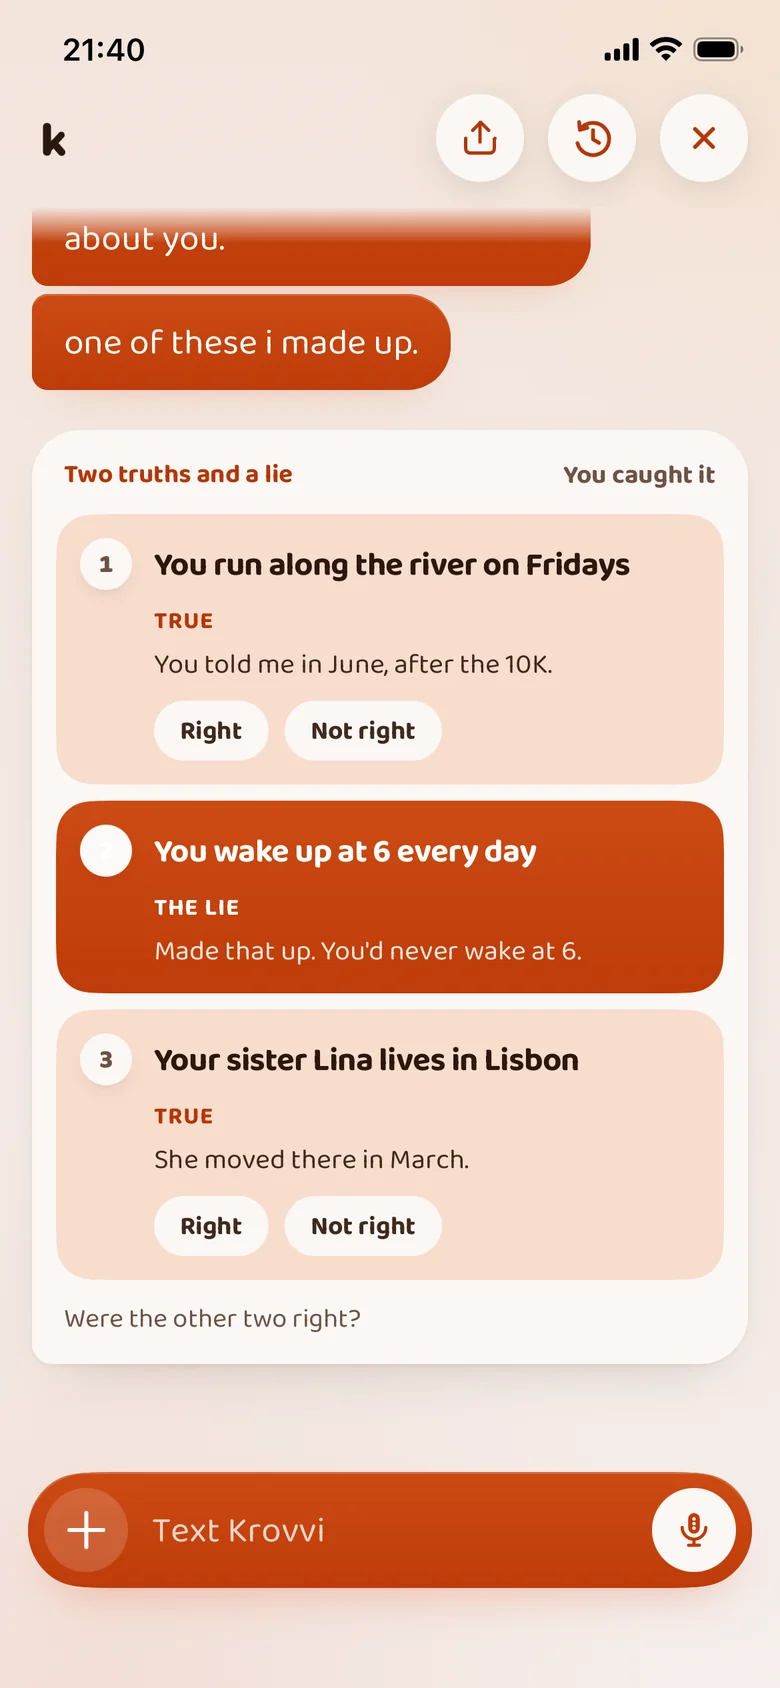 21:40
k
about you.
one of these i made up.
Two truths and a lie
You caught it
1
You run along the river on Fridays
TRUE
You told me in June, after the 10K.
Right
Not right
2
You wake up at 6 every day
THE LIE
Made that up. You'd never wake at 6.
3
Your sister Lina lives in Lisbon
TRUE
She moved there in March.
Right
Not right
Were the other two right?
Text Krovvi